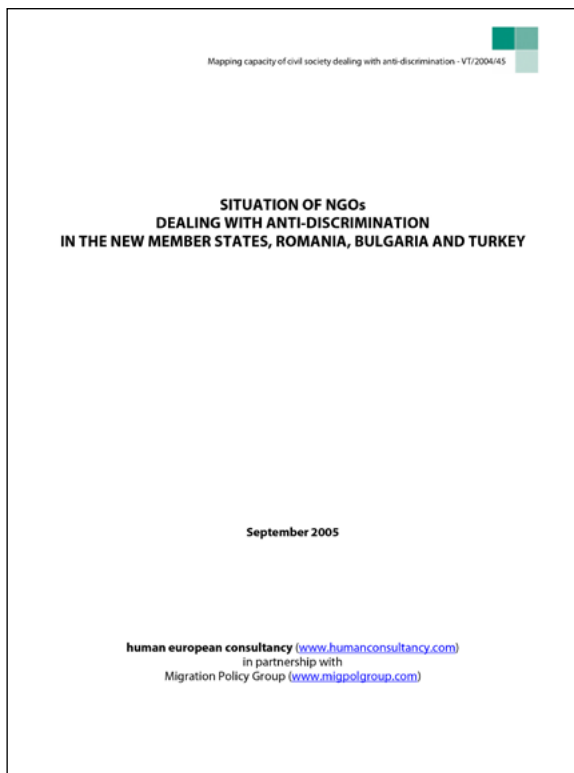 Mapping capacity of civil society dealing with anti-discrimination - VT/2004/45
SITUATION OF NGOs
DEALING WITH ANTI-DISCRIMINATION
IN THE NEW MEMBER STATES, ROMANIA, BULGARIA AND TURKEY
September 2005
human european consultancy (www.humanconsultancy.com)
in partnership with
Migration Policy Group (www.migpolgroup.com)